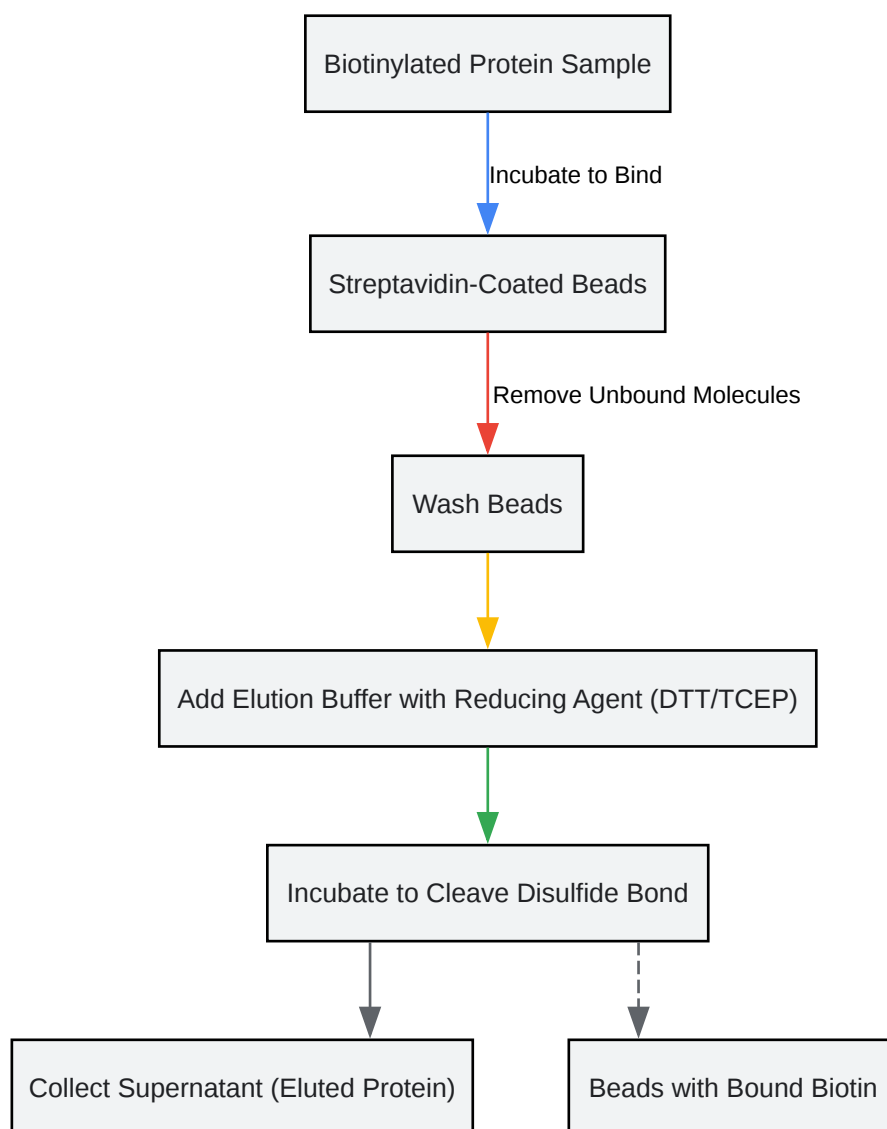 Biotinylated Protein Sample
Incubate to Bind
Streptavidin-Coated Beads
Remove Unbound Molecules
Wash Beads
Add Elution Buffer with Reducing Agent (DTT/TCEP)
Incubate to Cleave Disulfide Bond
Collect Supernatant (Eluted Protein)
Beads with Bound Biotin